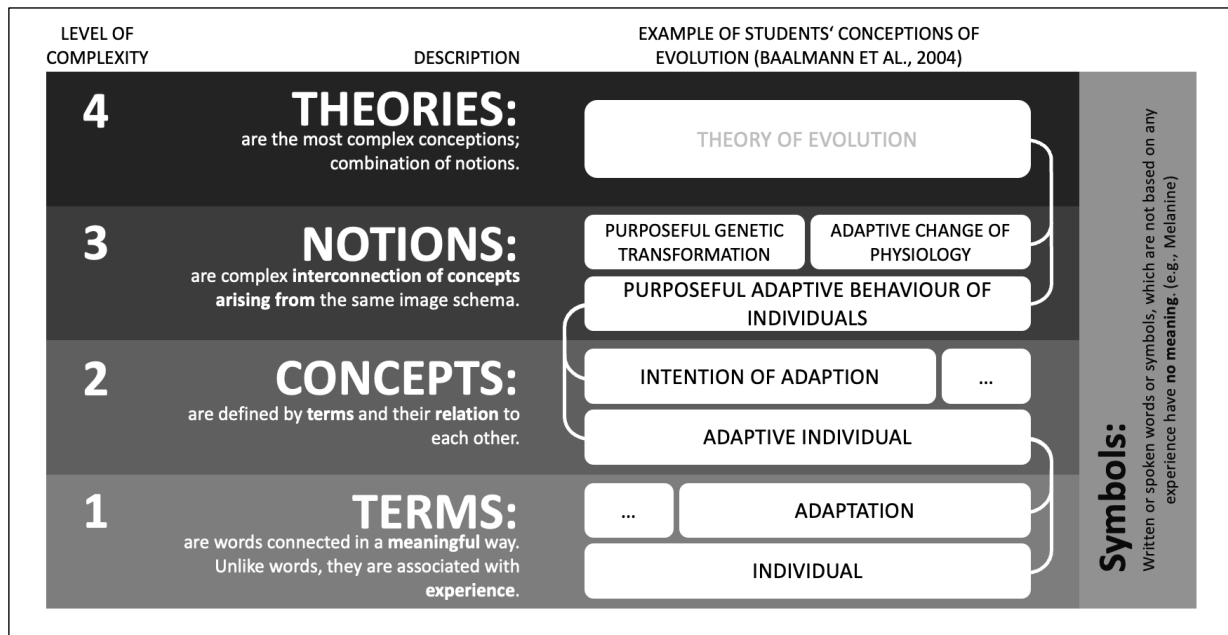 LEVEL OF
COMPLEXITY
DESCRIPTION
EXAMPLE OF STUDENTS‘ CONCEPTIONS OF
EVOLUTION (BAALMANN ET AL., 2004)
4
THEORIES:
are the most complex conceptions;
combination of notions.
THEORY OF EVOLUTION
3
NOTIONS:
are complex interconnection of concepts
arising from the same image schema.
PURPOSEFUL GENETIC
TRANSFORMATION
ADAPTIVE CHANGE OF
PHYSIOLOGY
PURPOSEFUL ADAPTIVE BEHAVIOUR OF
INDIVIDUALS
2
CONCEPTS:
are defined by terms and their relation to
each other.
INTENTION OF ADAPTION
...
ADAPTIVE INDIVIDUAL
1
TERMS:
are words connected in a meaningful way.
Unlike words, they are associated with
experience.
...
ADAPTATION
INDIVIDUAL
Symbols:
Written or spoken words or symbols, which are not based on any
experience have no meaning. (e.g., Melanine)